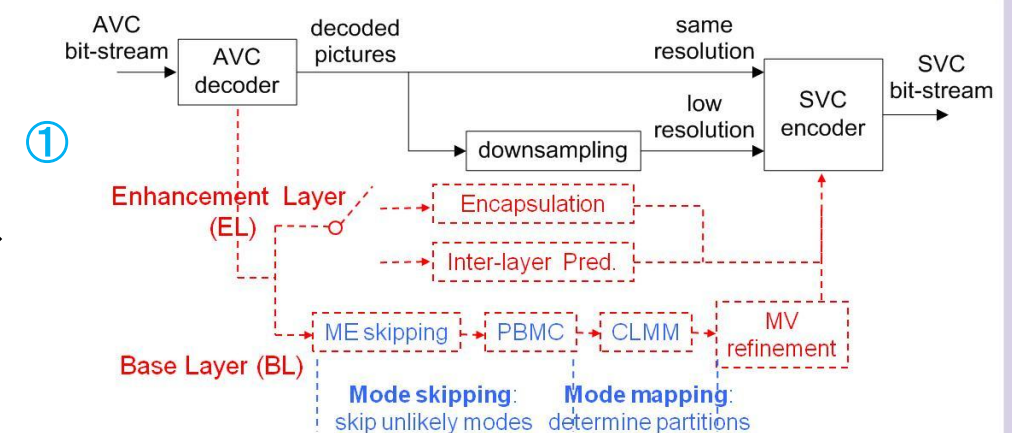 AVC
bit-stream
AVC
decoder
decoded
pictures
same
resolution
SVC
encoder
SVC
bit-stream
low
resolution
downsampling
①
Enhancement Layer
(EL)
Encapsulation
Inter-layer Pred.
Base Layer (BL)
ME skipping
PBMC
CLMM
MV
refinement
Mode skipping:
skip unlikely modes
Mode mapping:
determine partitions